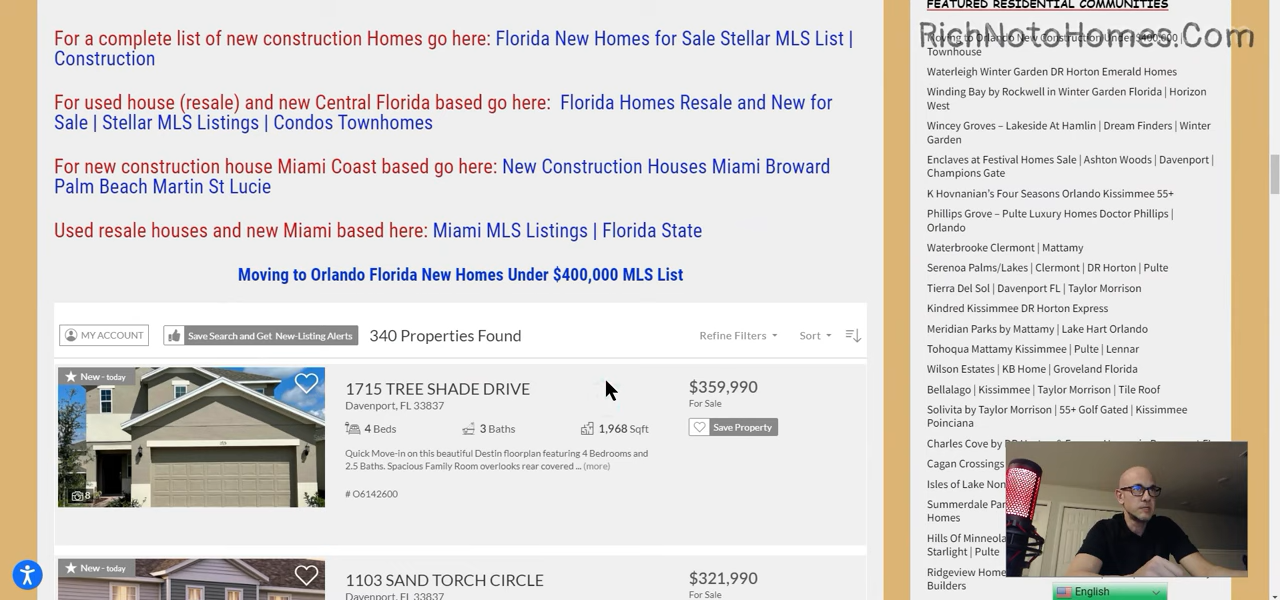 For a complete list of new construction Homes go here: Florida New Homes for Sale Stellar MLS List |
Construction
For used house (resale) and new Central Florida based go here: Florida Homes Resale and New for
Sale | Stellar MLS Listings | Condos Townhomes
For new construction house Miami Coast based go here: New Construction Houses Miami Broward
Palm Beach Martin St Lucie
Used resale houses and new Miami based here: Miami MLS Listings | Florida State
Moving to Orlando Florida New Homes Under $400,000 MLS List
MY ACCOUNT
Save Search and Get New-Listing Alerts
340 Properties Found
Refine Filters
Sort
New - today
1715 TREE SHADE DRIVE
Davenport, FL 33837
4 Beds
3 Baths
1,968 Sqft
Quick Move-in on this beautiful Destin floorplan featuring 4 Bedrooms and
2.5 Baths. Spacious Family Room overlooks rear covered ... (more)
# O6142600
8
$359,990
For Sale
Save Property
New - today
1103 SAND TORCH CIRCLE
Davenport, FL 33837
$321,990
For Sale
FEATURED RESIDENTIAL COMMUNITIES
RichNotoHomes.Com
Moving to Orlando New Construction Under $400,000 |
Townhouse
Waterleigh Winter Garden DR Horton Emerald Homes
Winding Bay by Rockwell in Winter Garden Florida | Horizon
West
Wincey Groves – Lakeside At Hamlin | Dream Finders | Winter
Garden
Enclaves at Festival Homes Sale | Ashton Woods | Davenport |
Champions Gate
K Hovnanian’s Four Seasons Orlando Kissimmee 55+
Phillips Grove – Pulte Luxury Homes Doctor Phillips |
Orlando
Waterbrooke Clermont | Mattamy
Serenoa Palms/Lakes | Clermont | DR Horton | Pulte
Tierra Del Sol | Davenport FL | Taylor Morrison
Kindred Kissimmee DR Horton Express
Meridian Parks by Mattamy | Lake Hart Orlando
Tohoqua Mattamy Kissimmee | Pulte | Lennar
Wilson Estates | KB Home | Groveland Florida
Bellalago | Kissimmee | Taylor Morrison | Tile Roof
Solivita by Taylor Morrison | 55+ Golf Gated | Kissimmee
Poinciana
Charles Cove by
Cagan Crossings
Isles of Lake
Summerdale
Homes
Hills Of Minneola
Starlight | Pulte
Ridgeview
Builders
English